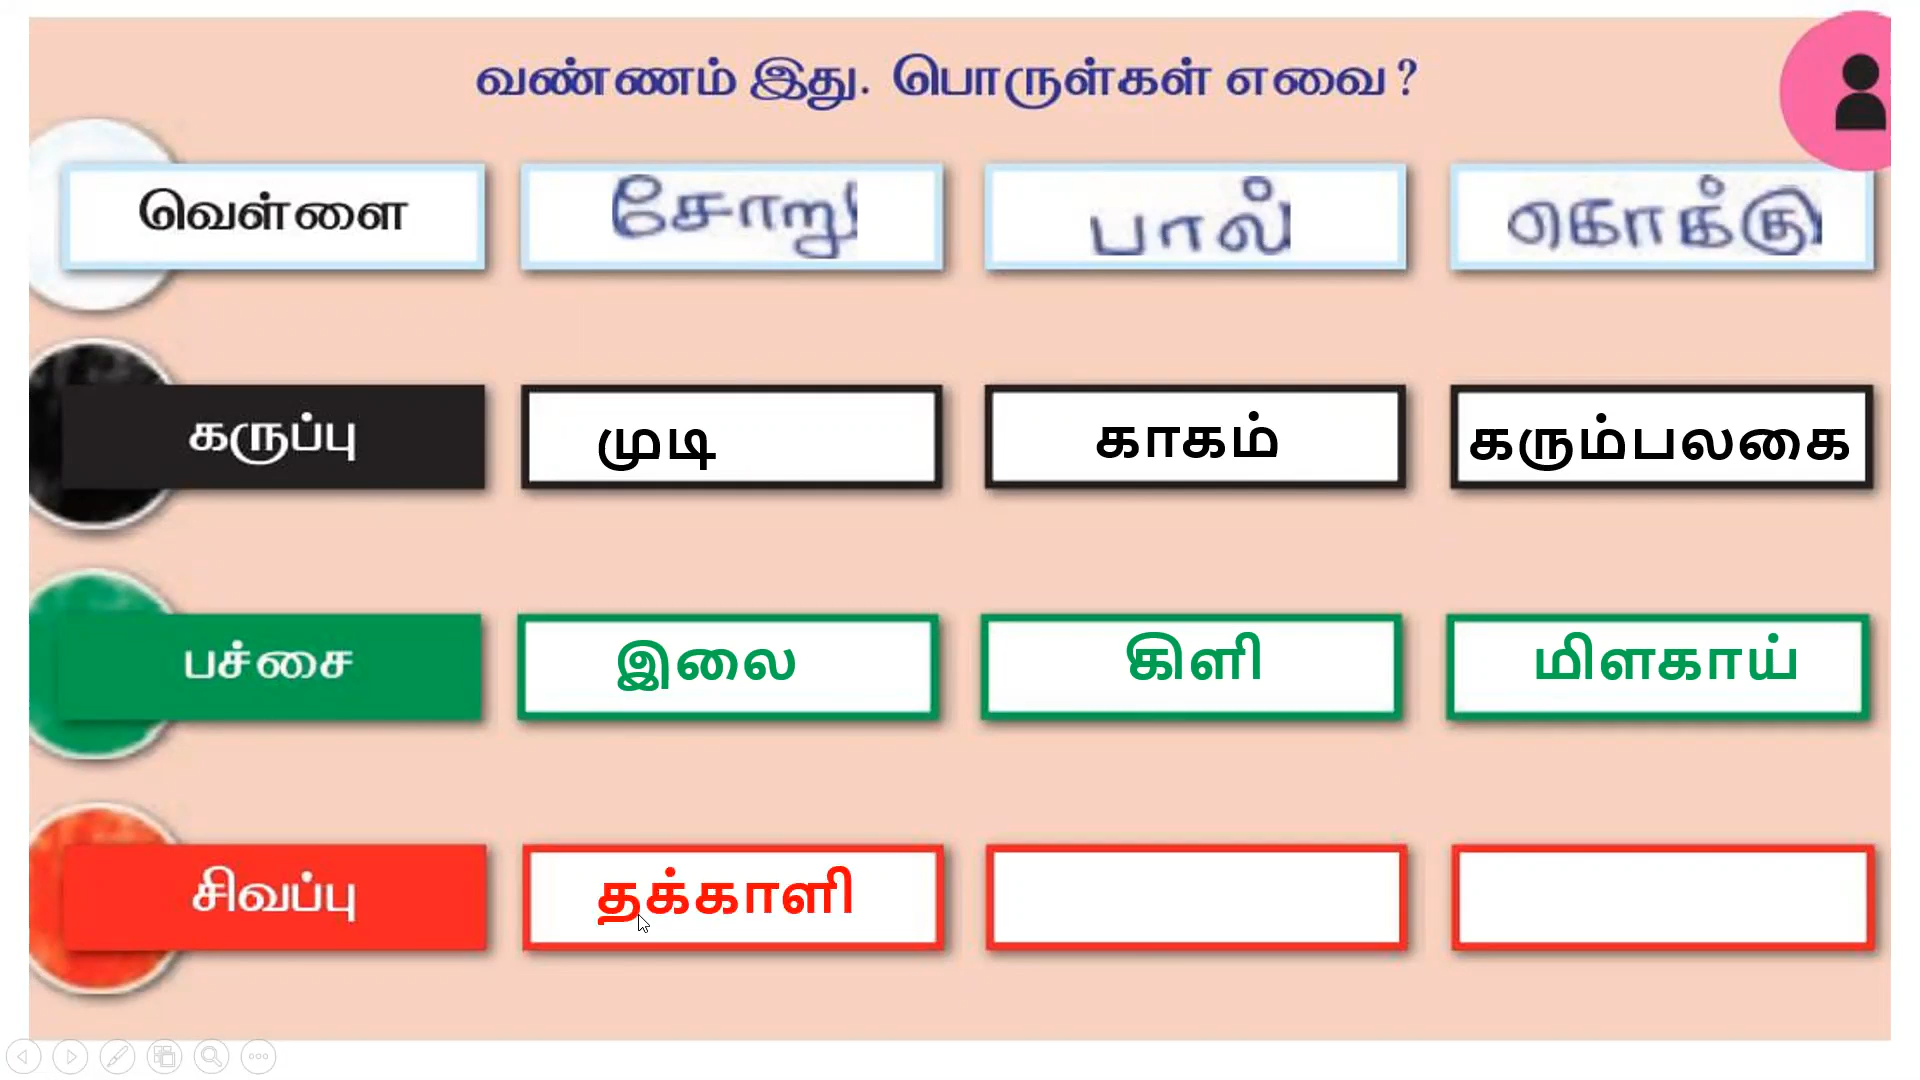 வண்ணம் இது. பொருள்கள் எவை?
வெள்ளை சோறு பால் கொக்கு
கருப்பு முடி காகம் கரும்பலகை
பச்சை இலை கிளி மிளகாய்
சிவப்பு தக்காளி